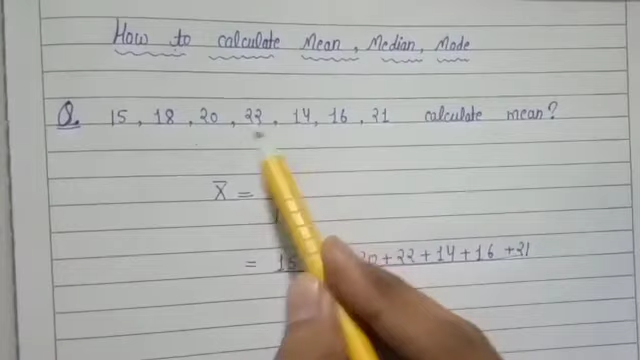 How to calculate Mean, Median, Mode
Q. 15, 18, 20, 22, 14, 16, 21 calculate mean?
X̅ =
= 15 20+22+14+16+21